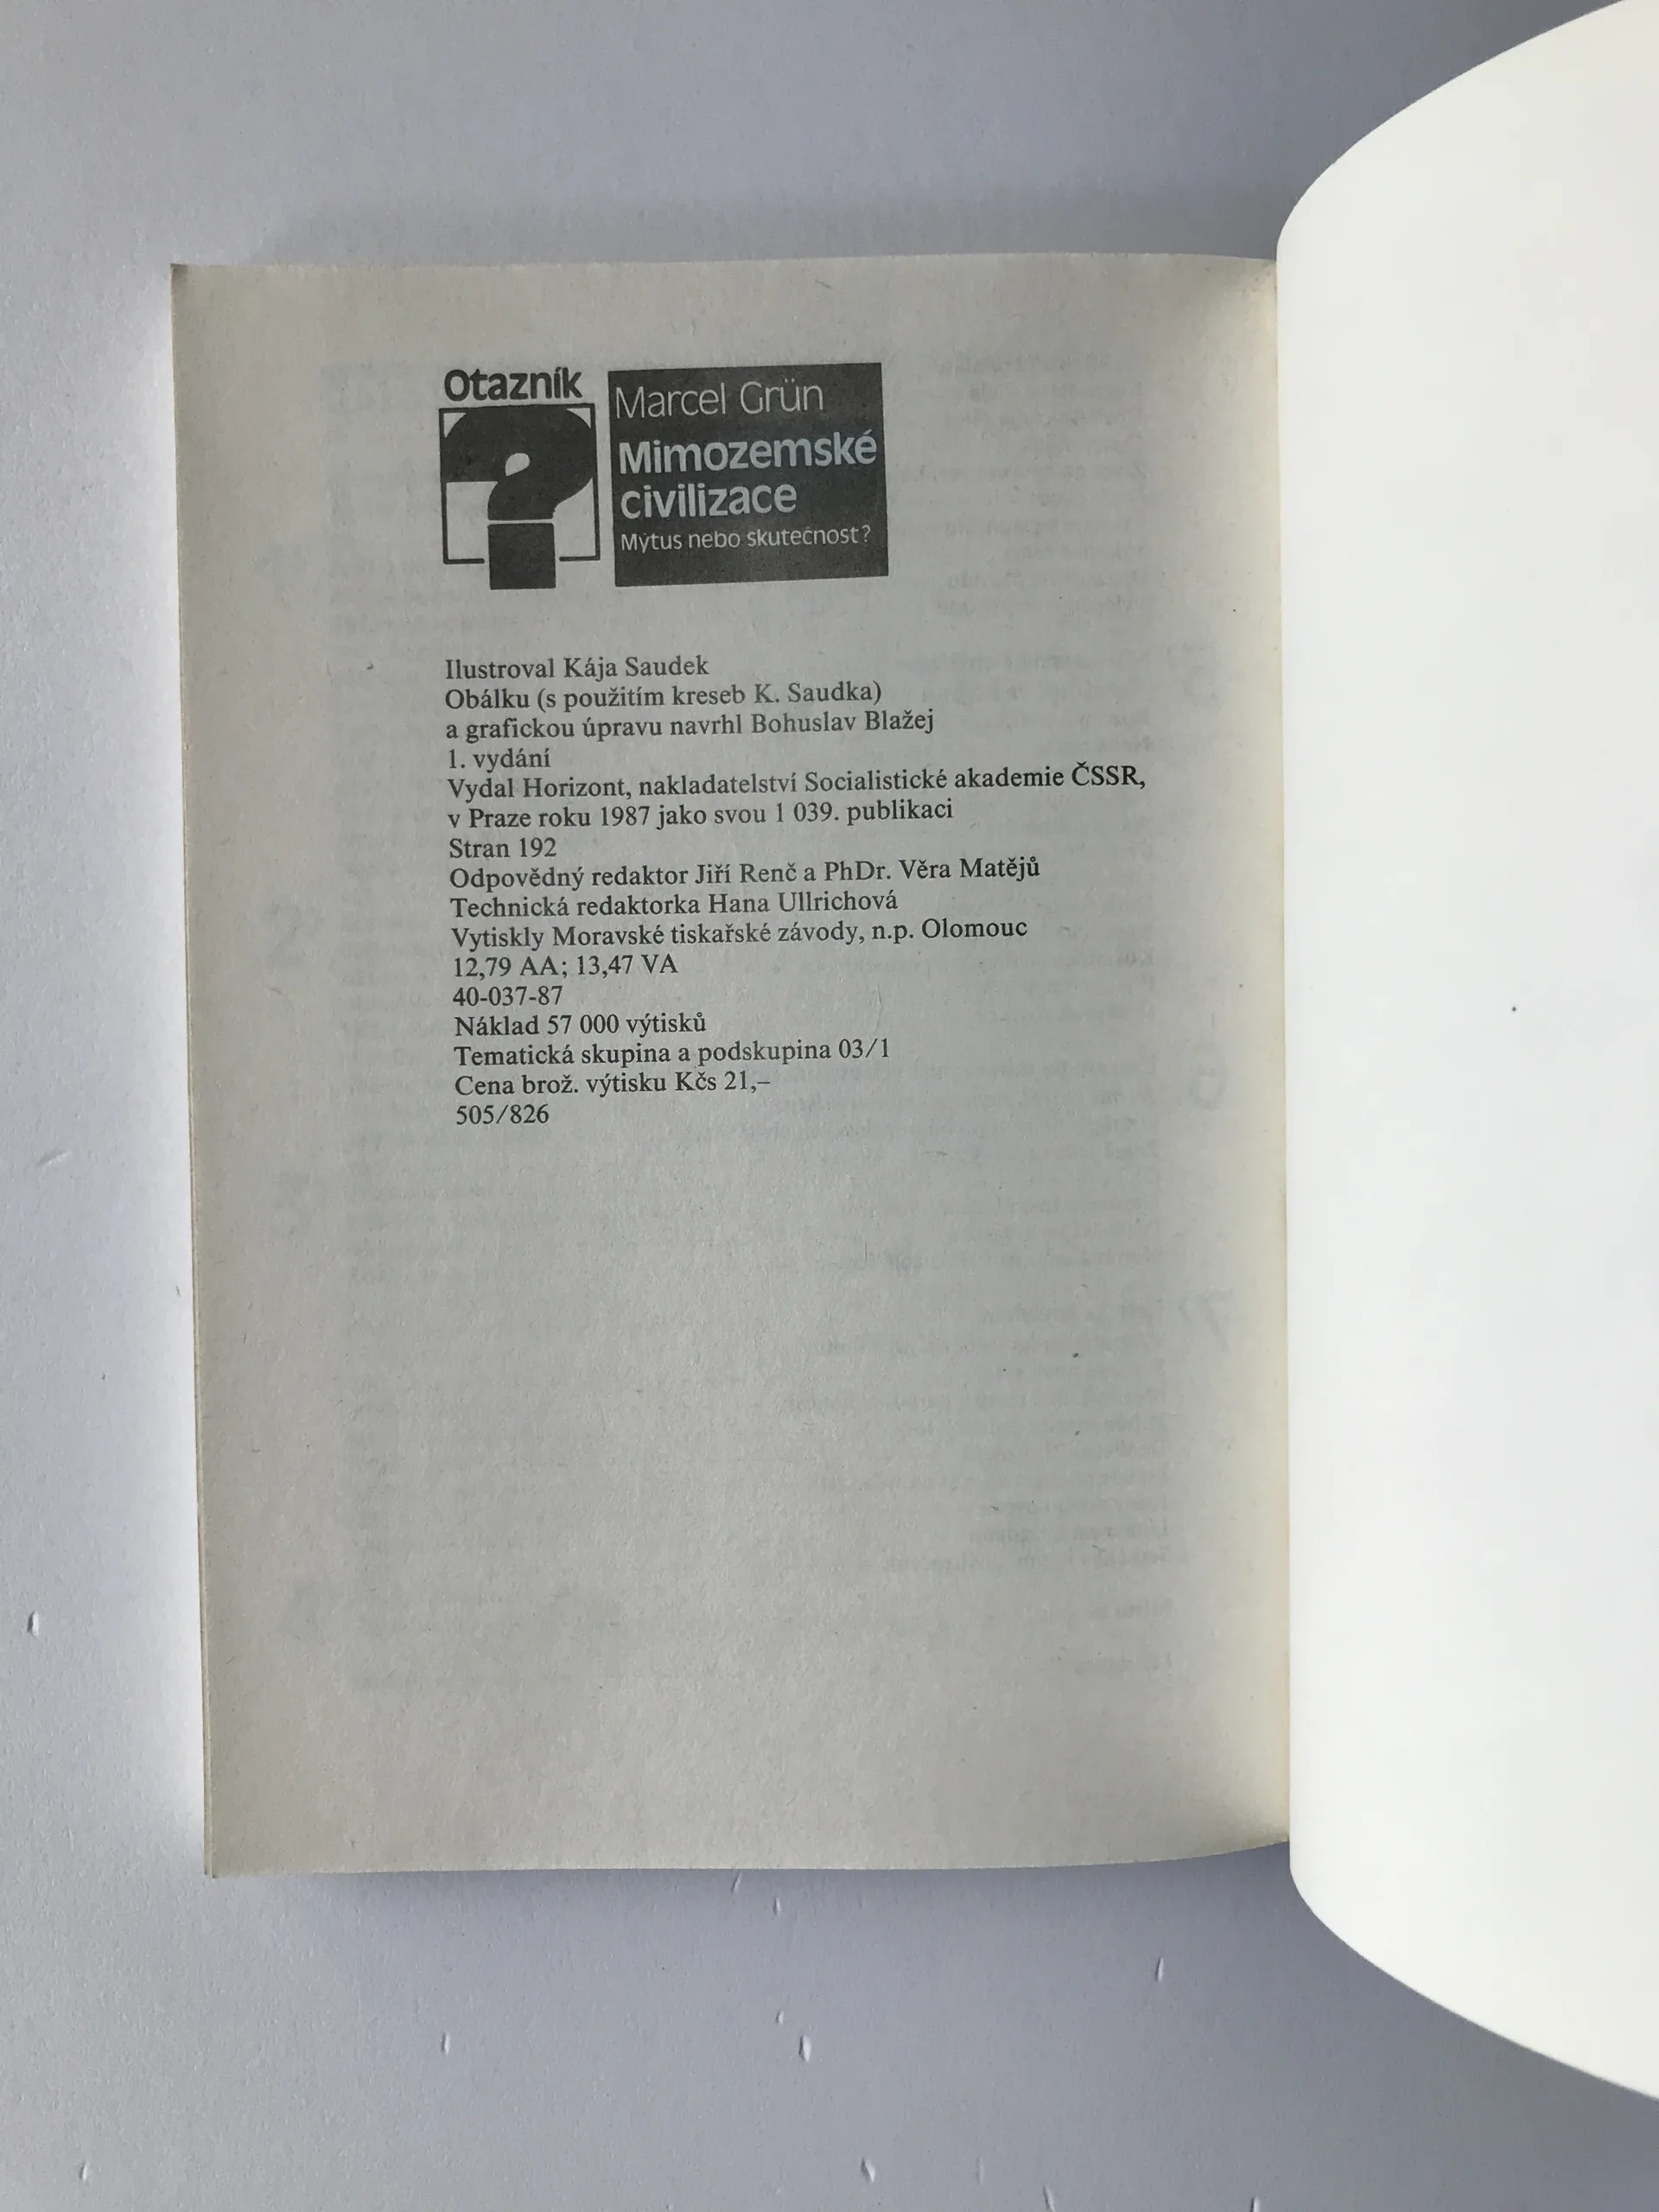 Otazník
Marcel Grün
Mimozemské
civilizace
Mýtus nebo skutečnost?
Ilustroval Kája Saudek
Obálku (s použitím kreseb K. Saudka)
a grafickou úpravu navrhl Bohuslav Blažej
1. vydání
Vydal Horizont, nakladatelství Socialistické akademie ČSSR,
v Praze roku 1987 jako svou 1 039. publikaci
Stran 192
Odpovědný redaktor Jiří Renč a PhDr. Věra Matějů
Technická redaktorka Hana Ullrichová
Vytiskly Moravské tiskařské závody, n.p. Olomouc
12,79 AA; 13,47 VA
40-037-87
Náklad 57 000 výtisků
Tematická skupina a podskupina 03/1
Cena brož. výtisku Kčs 21,–
505/826